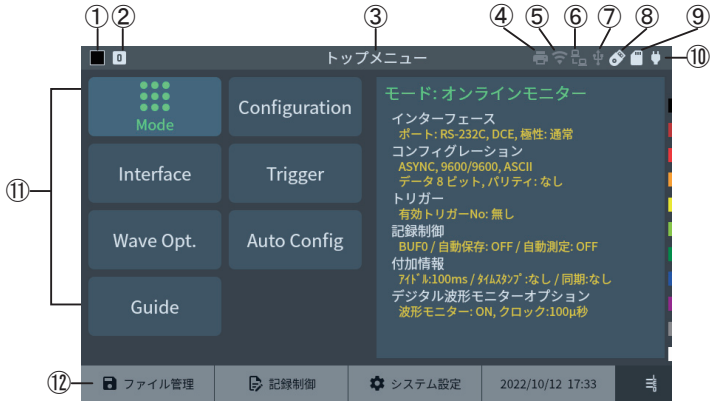 ① ② ③ ④ ⑤ ⑥ ⑦ ⑧ ⑨
0 トップメニュー ⑩
⑪
Mode
Configuration
Interface
Trigger
Wave Opt.
Auto Config
Guide
モード: オンラインモニター
インターフェース
ポート: RS-232C, DCE, 極性: 通常
コンフィグレーション
ASYNC, 9600/9600, ASCII
データ 8 ビット, パリティ: なし
トリガー
有効トリガーNo: 無し
記録制御
BUF0 / 自動保存: OFF / 自動測定: OFF
付加情報
ｱｲﾄﾞﾙ:100ms / ﾀｲﾑｽﾀﾝﾌﾟ:なし / 同期:なし
デジタル波形モニターオプション
波形モニター: ON, クロック:100μ秒
⑫ ファイル管理 記録制御 システム設定 2022/10/12 17:33